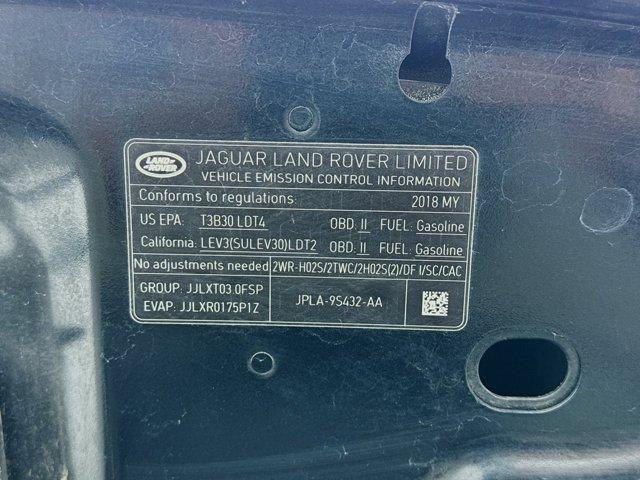 LAND
ROVER
JAGUAR LAND ROVER LIMITED
VEHICLE EMISSION CONTROL INFORMATION
Conforms to regulations: 2018 MY
US EPA: T3B30 LDT4 OBD: II FUEL: Gasoline
California: LEV3(SULEV30)LDT2 OBD: II FUEL: Gasoline
No adjustments needed 2WR-HO2S/2TWC/2HO2S(2)/DF I/SC/CAC
GROUP: JJLXT03.0FSP
EVAP: JJLXR0175P1Z
JPLA-9S432-AA